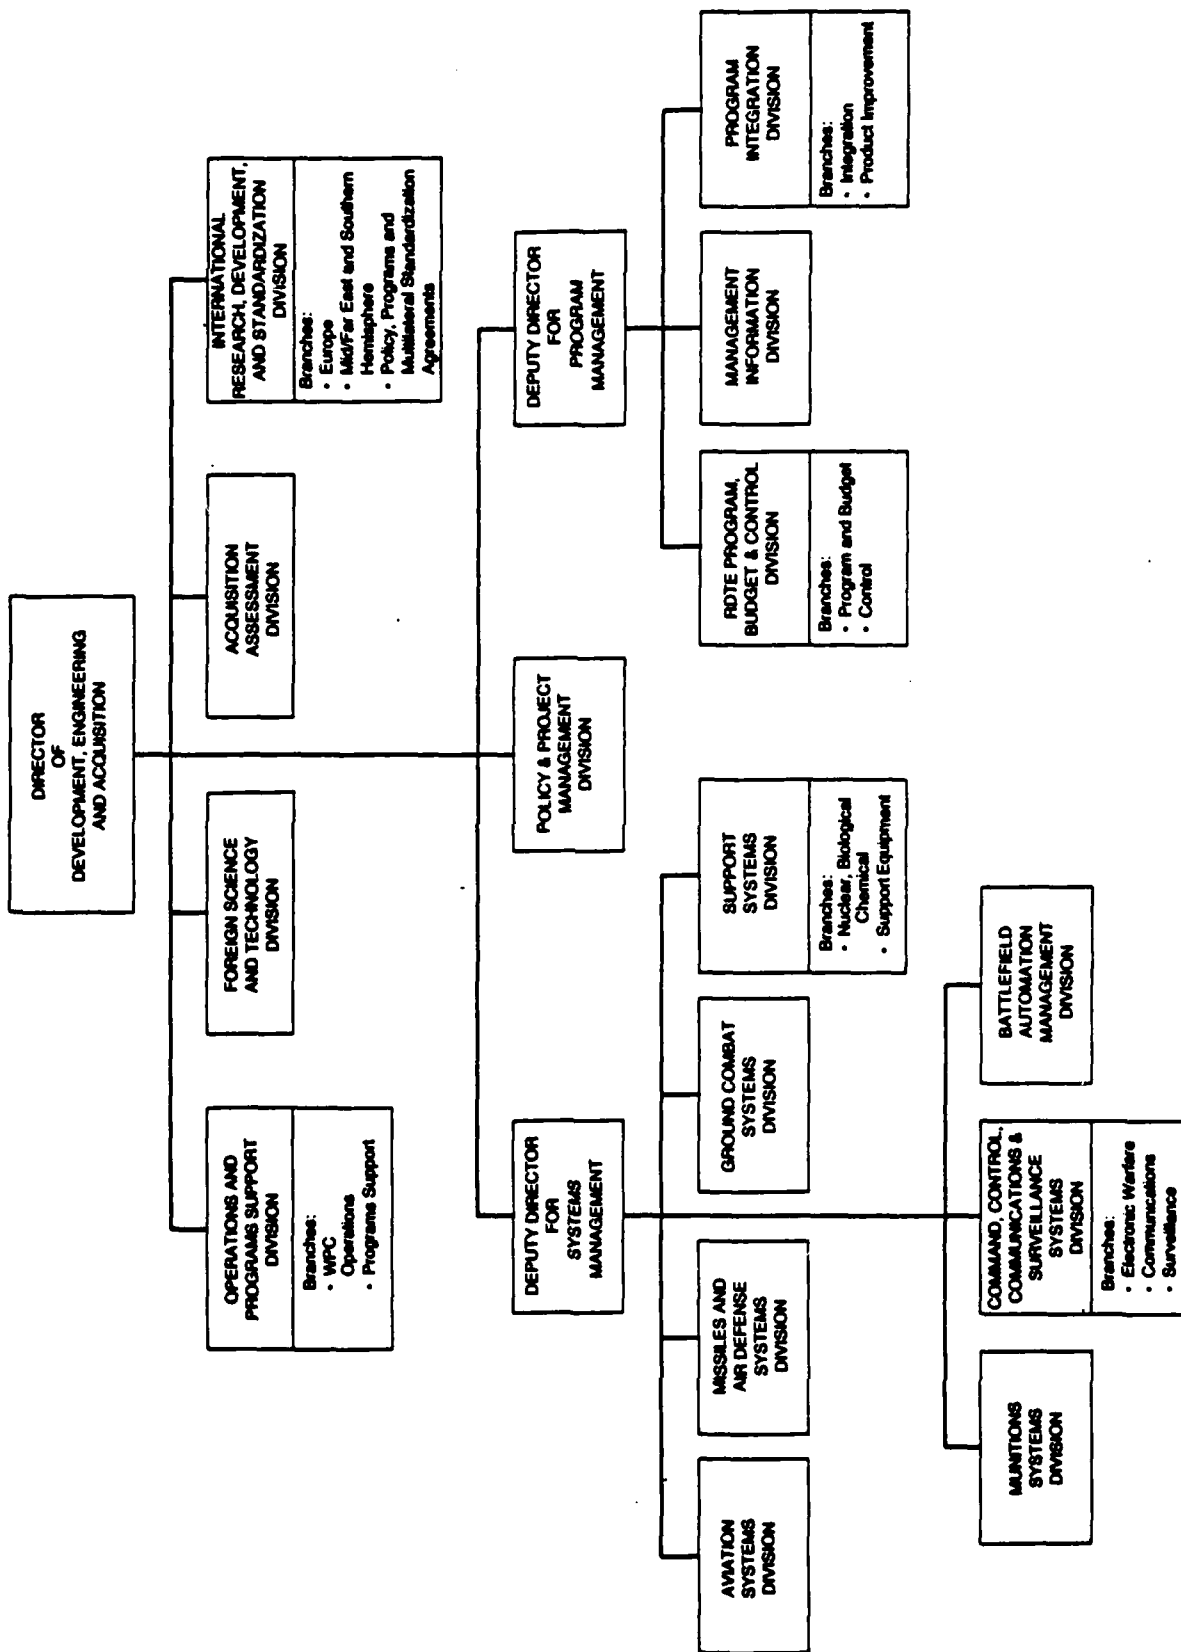 DIRECTOR
OF
DEVELOPMENT, ENGINEERING
AND ACQUISITION
OPERATIONS AND
PROGRAMS SUPPORT
DIVISION
Branches:
• WPC
Operations
• Programs Support
FOREIGN SCIENCE
AND TECHNOLOGY
DIVISION
ACQUISITION
ASSESSMENT
DIVISION
INTERNATIONAL
RESEARCH, DEVELOPMENT,
AND STANDARDIZATION
DIVISION
Branches:
• Europe
• Mid/Far East and Southern
Hemisphere
• Policy, Programs and
Multilateral Standardization
Agreements
DEPUTY DIRECTOR
FOR
SYSTEMS
MANAGEMENT
POLICY & PROJECT
MANAGEMENT
DIVISION
DEPUTY DIRECTOR
FOR
PROGRAM
MANAGEMENT
AVIATION
SYSTEMS
DIVISION
MISSILES AND
AIR DEFENSE
SYSTEMS
DIVISION
GROUND COMBAT
SYSTEMS
DIVISION
SUPPORT
SYSTEMS
DIVISION
Branches:
• Nuclear, Biological
Chemical
• Support Equipment
RDTE PROGRAM,
BUDGET & CONTROL
DIVISION
Branches:
• Program and Budget
• Control
MANAGEMENT
INFORMATION
DIVISION
PROGRAM
INTEGRATION
DIVISION
Branches:
• Integration
• Product Improvement
MUNITIONS
SYSTEMS
DIVISION
COMMAND, CONTROL,
COMMUNICATIONS &
SURVEILLANCE
SYSTEMS
DIVISION
Branches:
• Electronic Warfare
• Communications
• Surveillance
BATTLEFIELD
AUTOMATION
MANAGEMENT
DIVISION